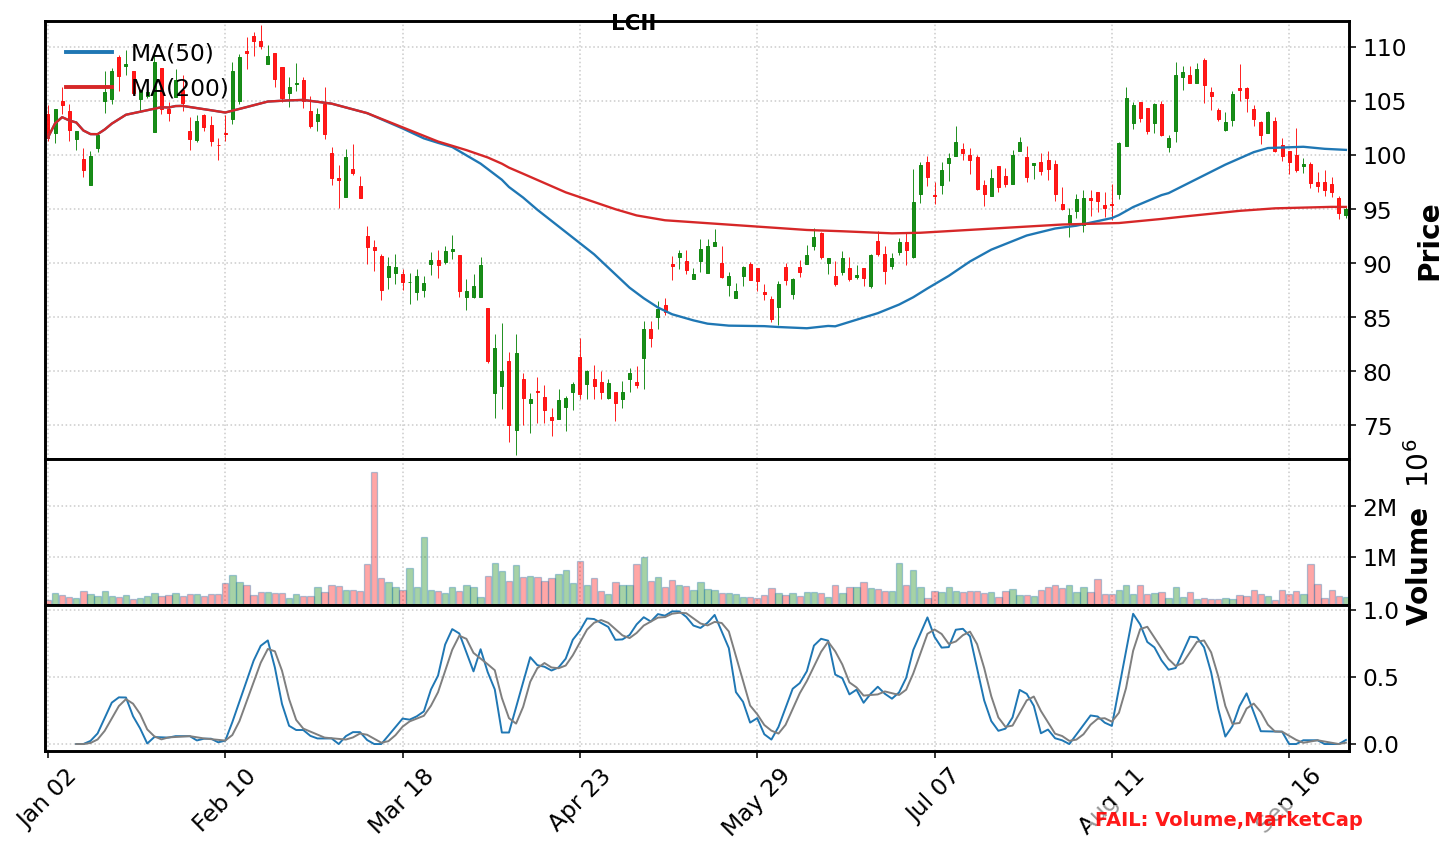 LCII
MA(50)
MA(200)
110
105
100
95
90
85
80
75
Price
10^6
2M
1M
Volume
1.0
0.5
0.0
Jan 02
Feb 10
Mar 18
Apr 23
May 29
Jul 07
Aug 11
Sep 16
FAIL: Volume,MarketCap